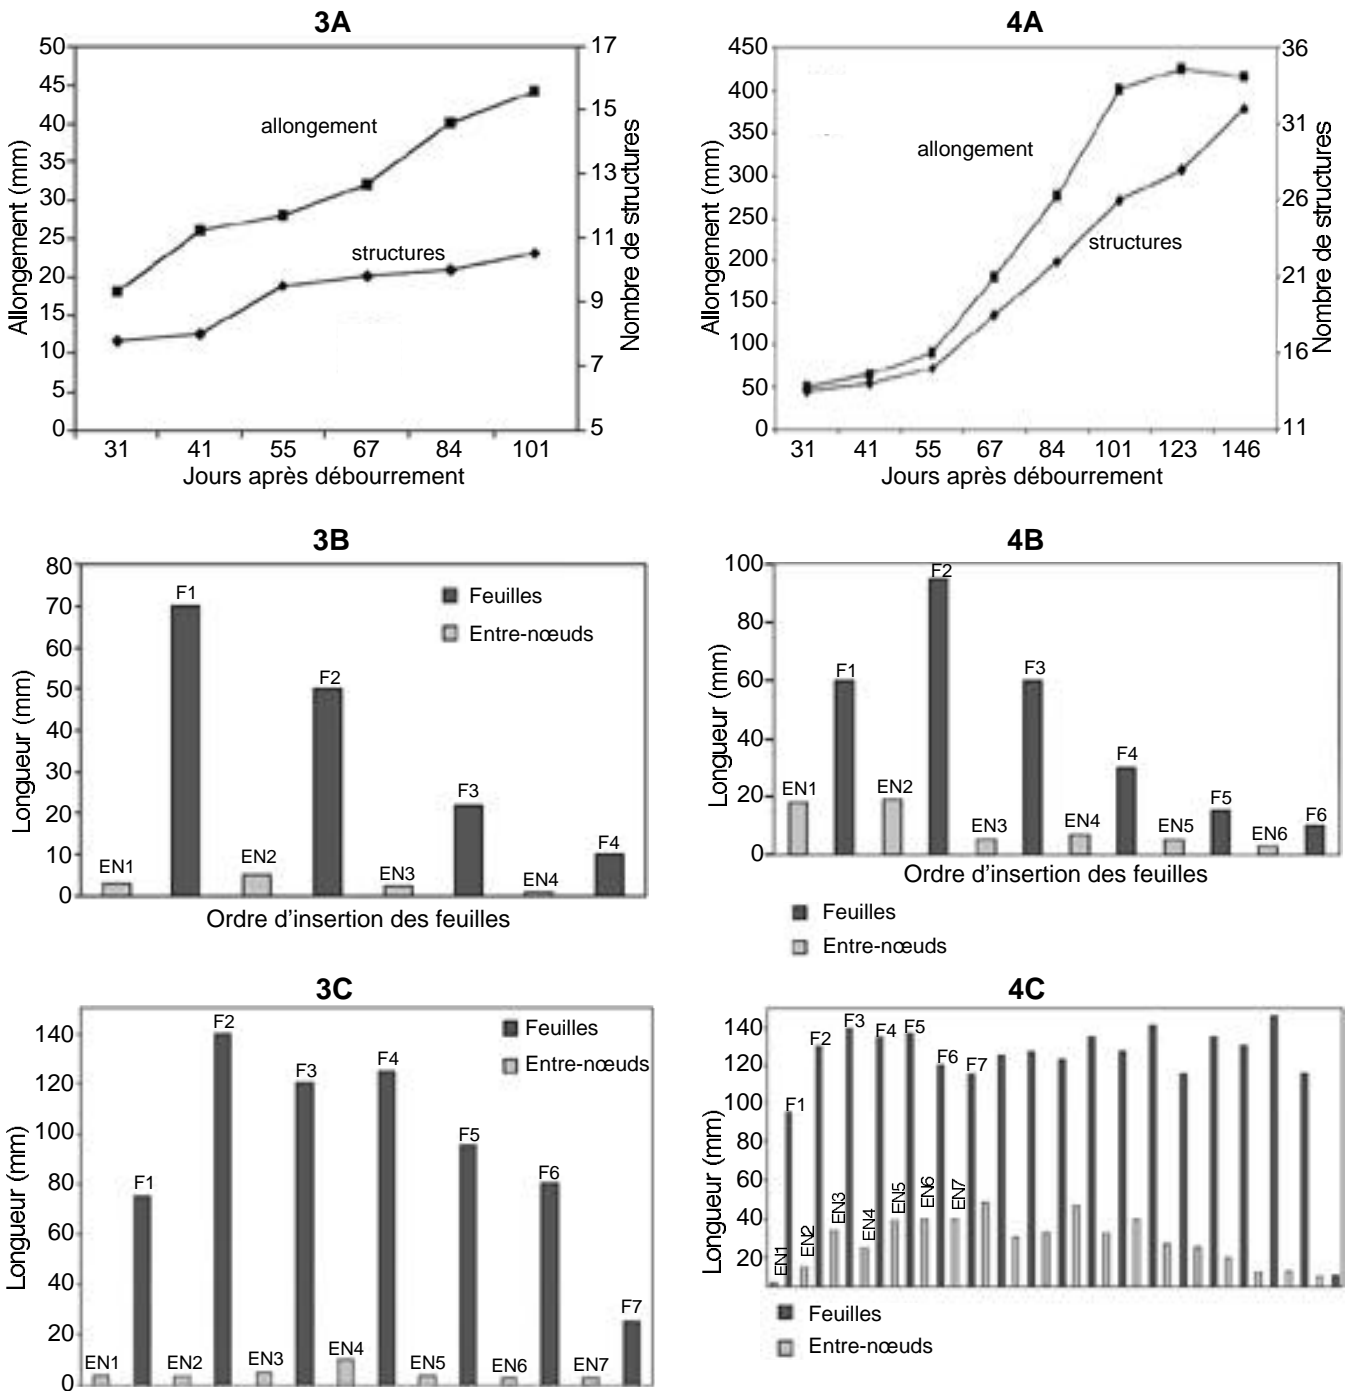 3A
50
45
40
35
30
25
20
15
10
5
0
17
15
13
11
9
7
5
Allongement (mm)
Nombre de structures
allongement
structures
31 41 55 67 84 101
Jours après débourrement
4A
450
400
350
300
250
200
150
100
50
0
36
31
26
21
16
11
Allongement (mm)
Nombre de structures
allongement
structures
31 41 55 67 84 101 123 146
Jours après débourrement
3B
80
70
60
50
40
30
20
10
0
Longueur (mm)
Feuilles
Entre-nœuds
EN1 F1 EN2 F2 EN3 F3 EN4 F4
Ordre d'insertion des feuilles
4B
100
80
60
40
20
0
Longueur (mm)
EN1 F1 EN2 F2 EN3 F3 EN4 F4 EN5 F5 EN6 F6
Ordre d'insertion des feuilles
Feuilles
Entre-nœuds
3C
140
120
100
80
60
40
20
0
Longueur (mm)
Feuilles
Entre-nœuds
EN1 F1 EN2 F2 EN3 F3 EN4 F4 EN5 F5 EN6 F6 EN7 F7
4C
140
120
100
80
60
40
20
Longueur (mm)
EN1 F1 EN2 F2 EN3 F3 EN4 F4 EN5 F5 EN6 F6 EN7 F7
Feuilles
Entre-nœuds